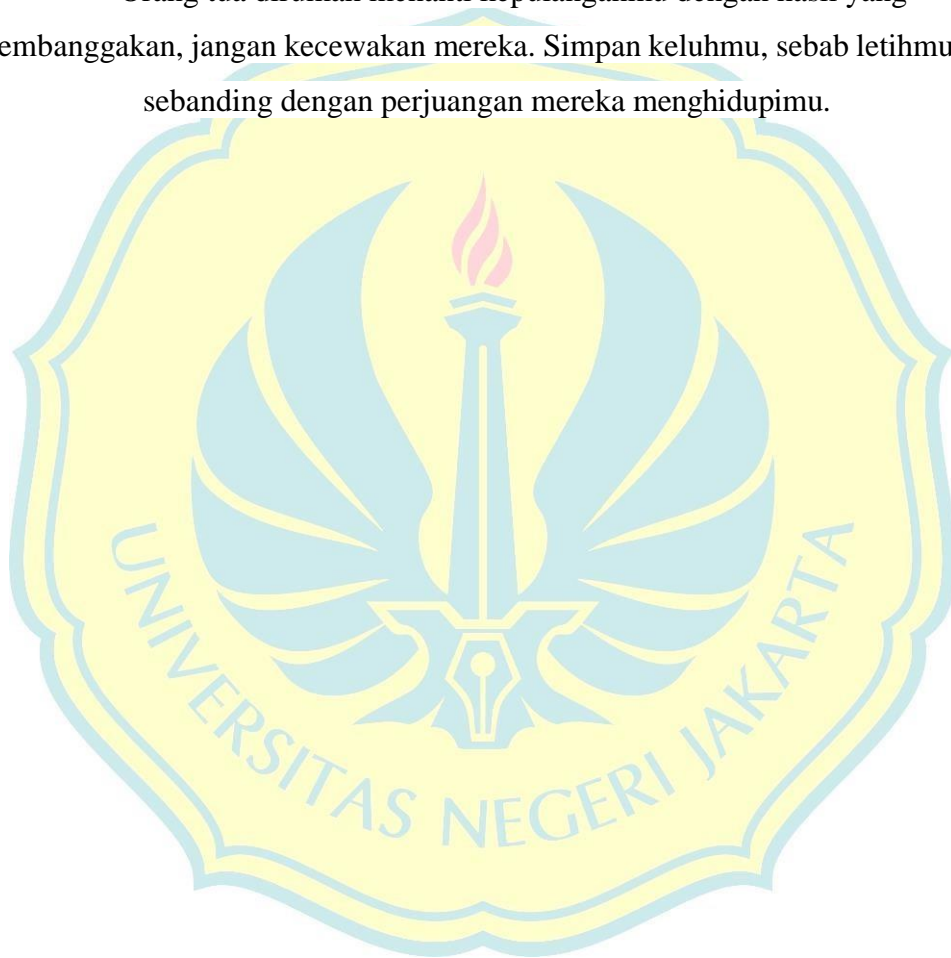 Orang tua dirumah menanti kepulanganmu dengan hasil yang
embanggakan, jangan kecewakan mereka. Simpan keluhmu, sebab letihmu
sebanding dengan perjuangan mereka menghidupimu.
UNIVERSITAS NEGERI JAKARTA